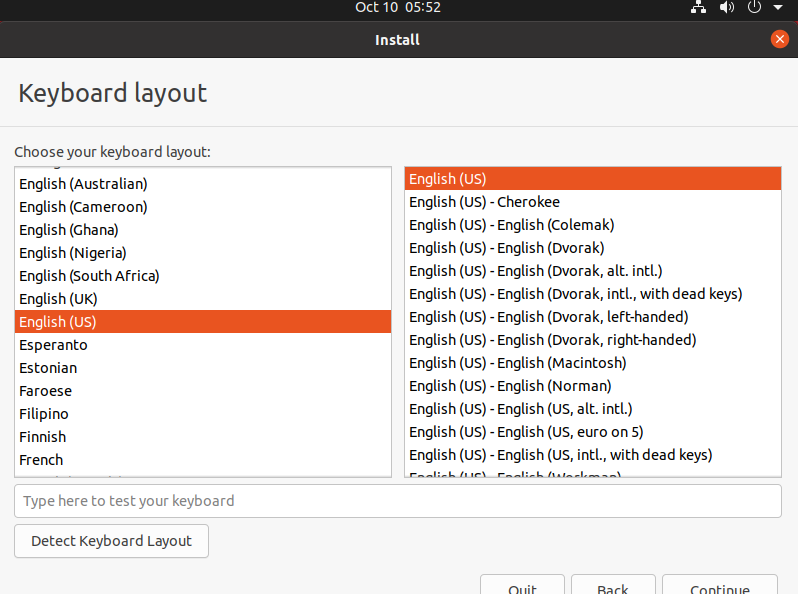 Oct 10 05:52
Install
Keyboard layout
Choose your keyboard layout:
English (Australian)
English (Cameroon)
English (Ghana)
English (Nigeria)
English (South Africa)
English (UK)
English (US)
Esperanto
Estonian
Faroese
Filipino
Finnish
French
English (US)
English (US) - Cherokee
English (US) - English (Colemak)
English (US) - English (Dvorak)
English (US) - English (Dvorak, alt. intl.)
English (US) - English (Dvorak, intl., with dead keys)
English (US) - English (Dvorak, left-handed)
English (US) - English (Dvorak, right-handed)
English (US) - English (Macintosh)
English (US) - English (Norman)
English (US) - English (US, alt. intl.)
English (US) - English (US, euro on 5)
English (US) - English (US, intl., with dead keys)
English (US) - English (Workman)
Type here to test your keyboard
Detect Keyboard Layout
Quit
Back
Continue